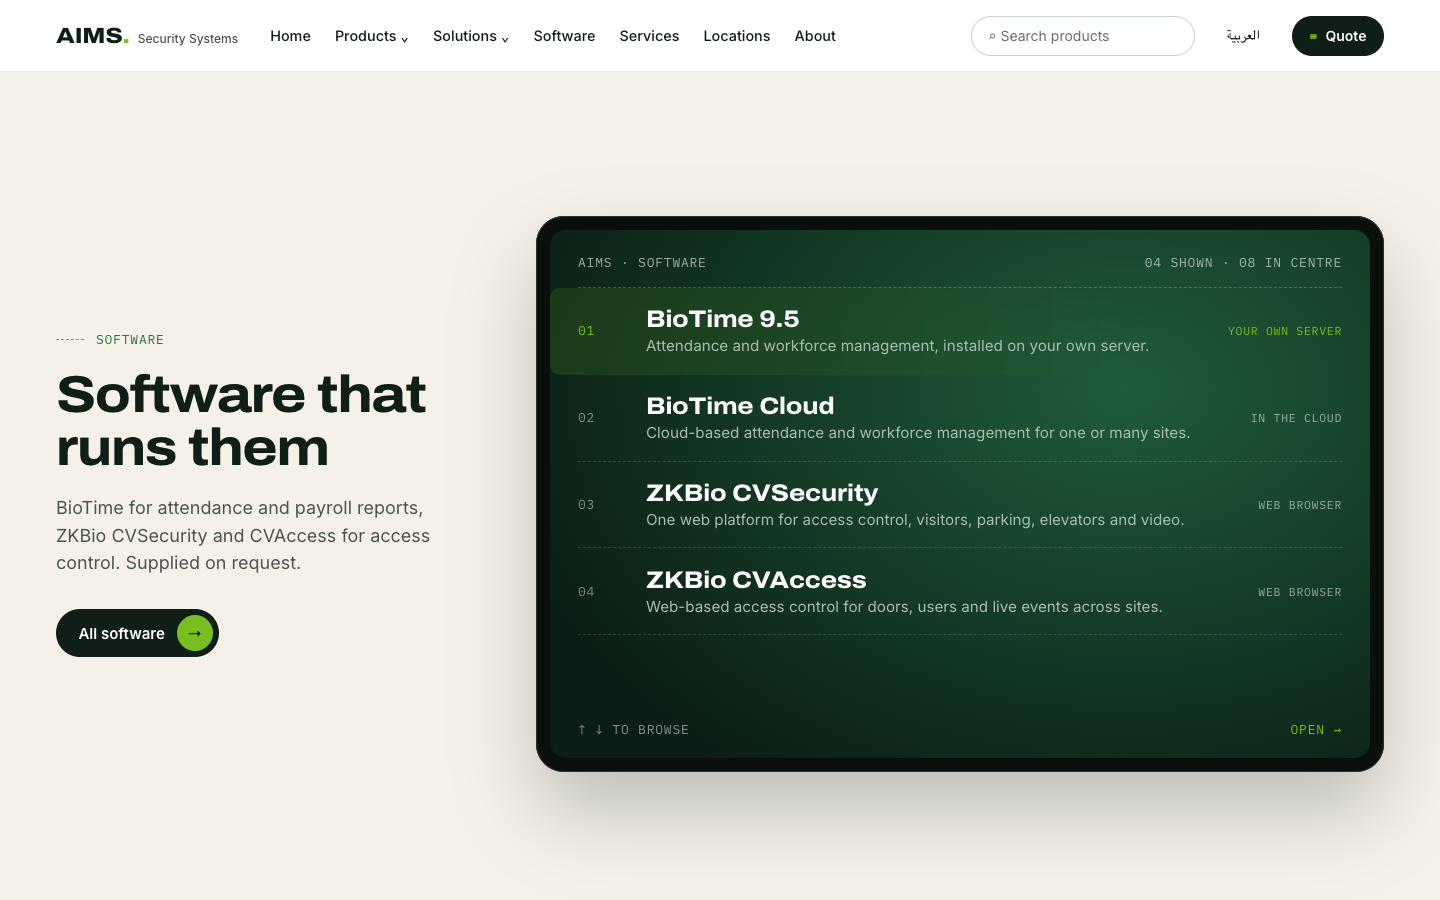 AIMS. Security Systems
Home
Products
Solutions
Software
Services
Locations
About
Search products
العربية
Quote
SOFTWARE
Software that
runs them
BioTime for attendance and payroll reports,
ZKBio CVSecurity and CVAccess for access
control. Supplied on request.
All software →
AIMS · SOFTWARE
04 SHOWN · 08 IN CENTRE
01
BioTime 9.5
Attendance and workforce management, installed on your own server.
YOUR OWN SERVER
02
BioTime Cloud
Cloud-based attendance and workforce management for one or many sites.
IN THE CLOUD
03
ZKBio CVSecurity
One web platform for access control, visitors, parking, elevators and video.
WEB BROWSER
04
ZKBio CVAccess
Web-based access control for doors, users and live events across sites.
WEB BROWSER
↑ ↓ TO BROWSE
OPEN →